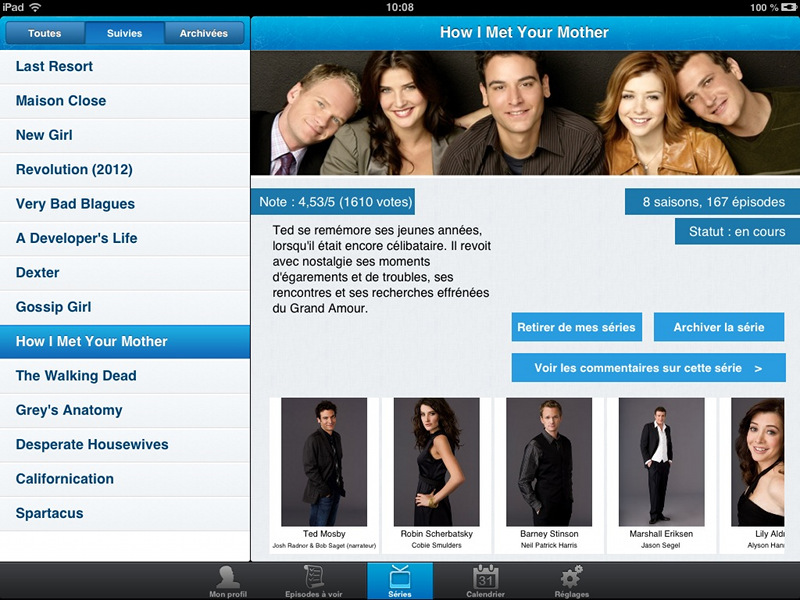 iPad
10:08
100 %
Toutes
Suivies
Archivées
Last Resort
Maison Close
New Girl
Revolution (2012)
Very Bad Blagues
A Developer's Life
Dexter
Gossip Girl
How I Met Your Mother
The Walking Dead
Grey's Anatomy
Desperate Housewives
Californication
Spartacus
How I Met Your Mother
Note : 4,53/5 (1610 votes)
8 saisons, 167 épisodes
Statut : en cours
Ted se remémore ses jeunes années,
lorsqu'il était encore célibataire. Il revoit
avec nostalgie ses moments
d'égarements et de troubles, ses
rencontres et ses recherches effrénées
du Grand Amour.
Retirer de mes séries
Archiver la série
Voir les commentaires sur cette série >
Ted Mosby
Josh Radnor & Bob Saget (narrateur)
Robin Scherbatsky
Cobie Smulders
Barney Stinson
Neil Patrick Harris
Marshall Eriksen
Jason Segel
Lily Aldr
Alyson Han
Mon profil
Episodes à voir
Séries
31
Calendrier
Réglages